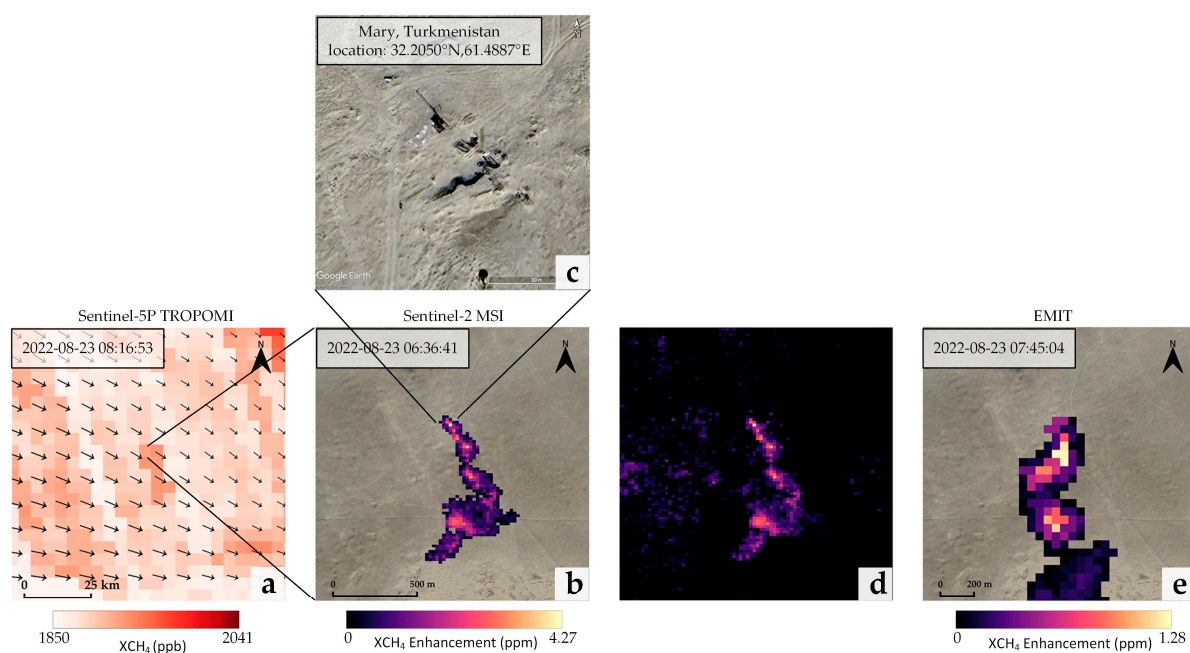 Mary, Turkmenistan
location: 32.2050°N,61.4887°E
N
Google Earth
30 m
c
Sentinel-5P TROPOMI
Sentinel-2 MSI
EMIT
2022-08-23 08:16:53
N
2022-08-23 06:36:41
N
2022-08-23 07:45:04
N
0 25 km
a
0 500 m
b
d
0 200 m
e
1850 2041
XCH₄ (ppb)
0 4.27
XCH₄ Enhancement (ppm)
0 1.28
XCH₄ Enhancement (ppm)